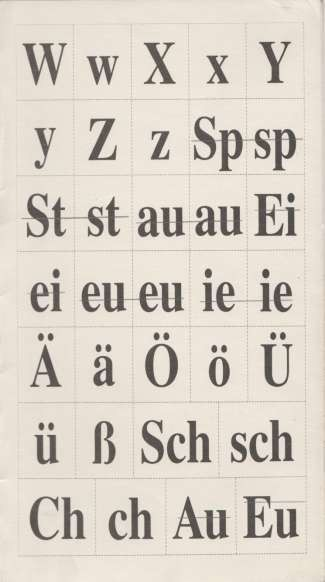 W w X x Y
y Z z Sp sp
St st au au Ei
ei eu eu ie ie
Ä ä Ö ö Ü
ü ß Sch sch
Ch ch Au Eu